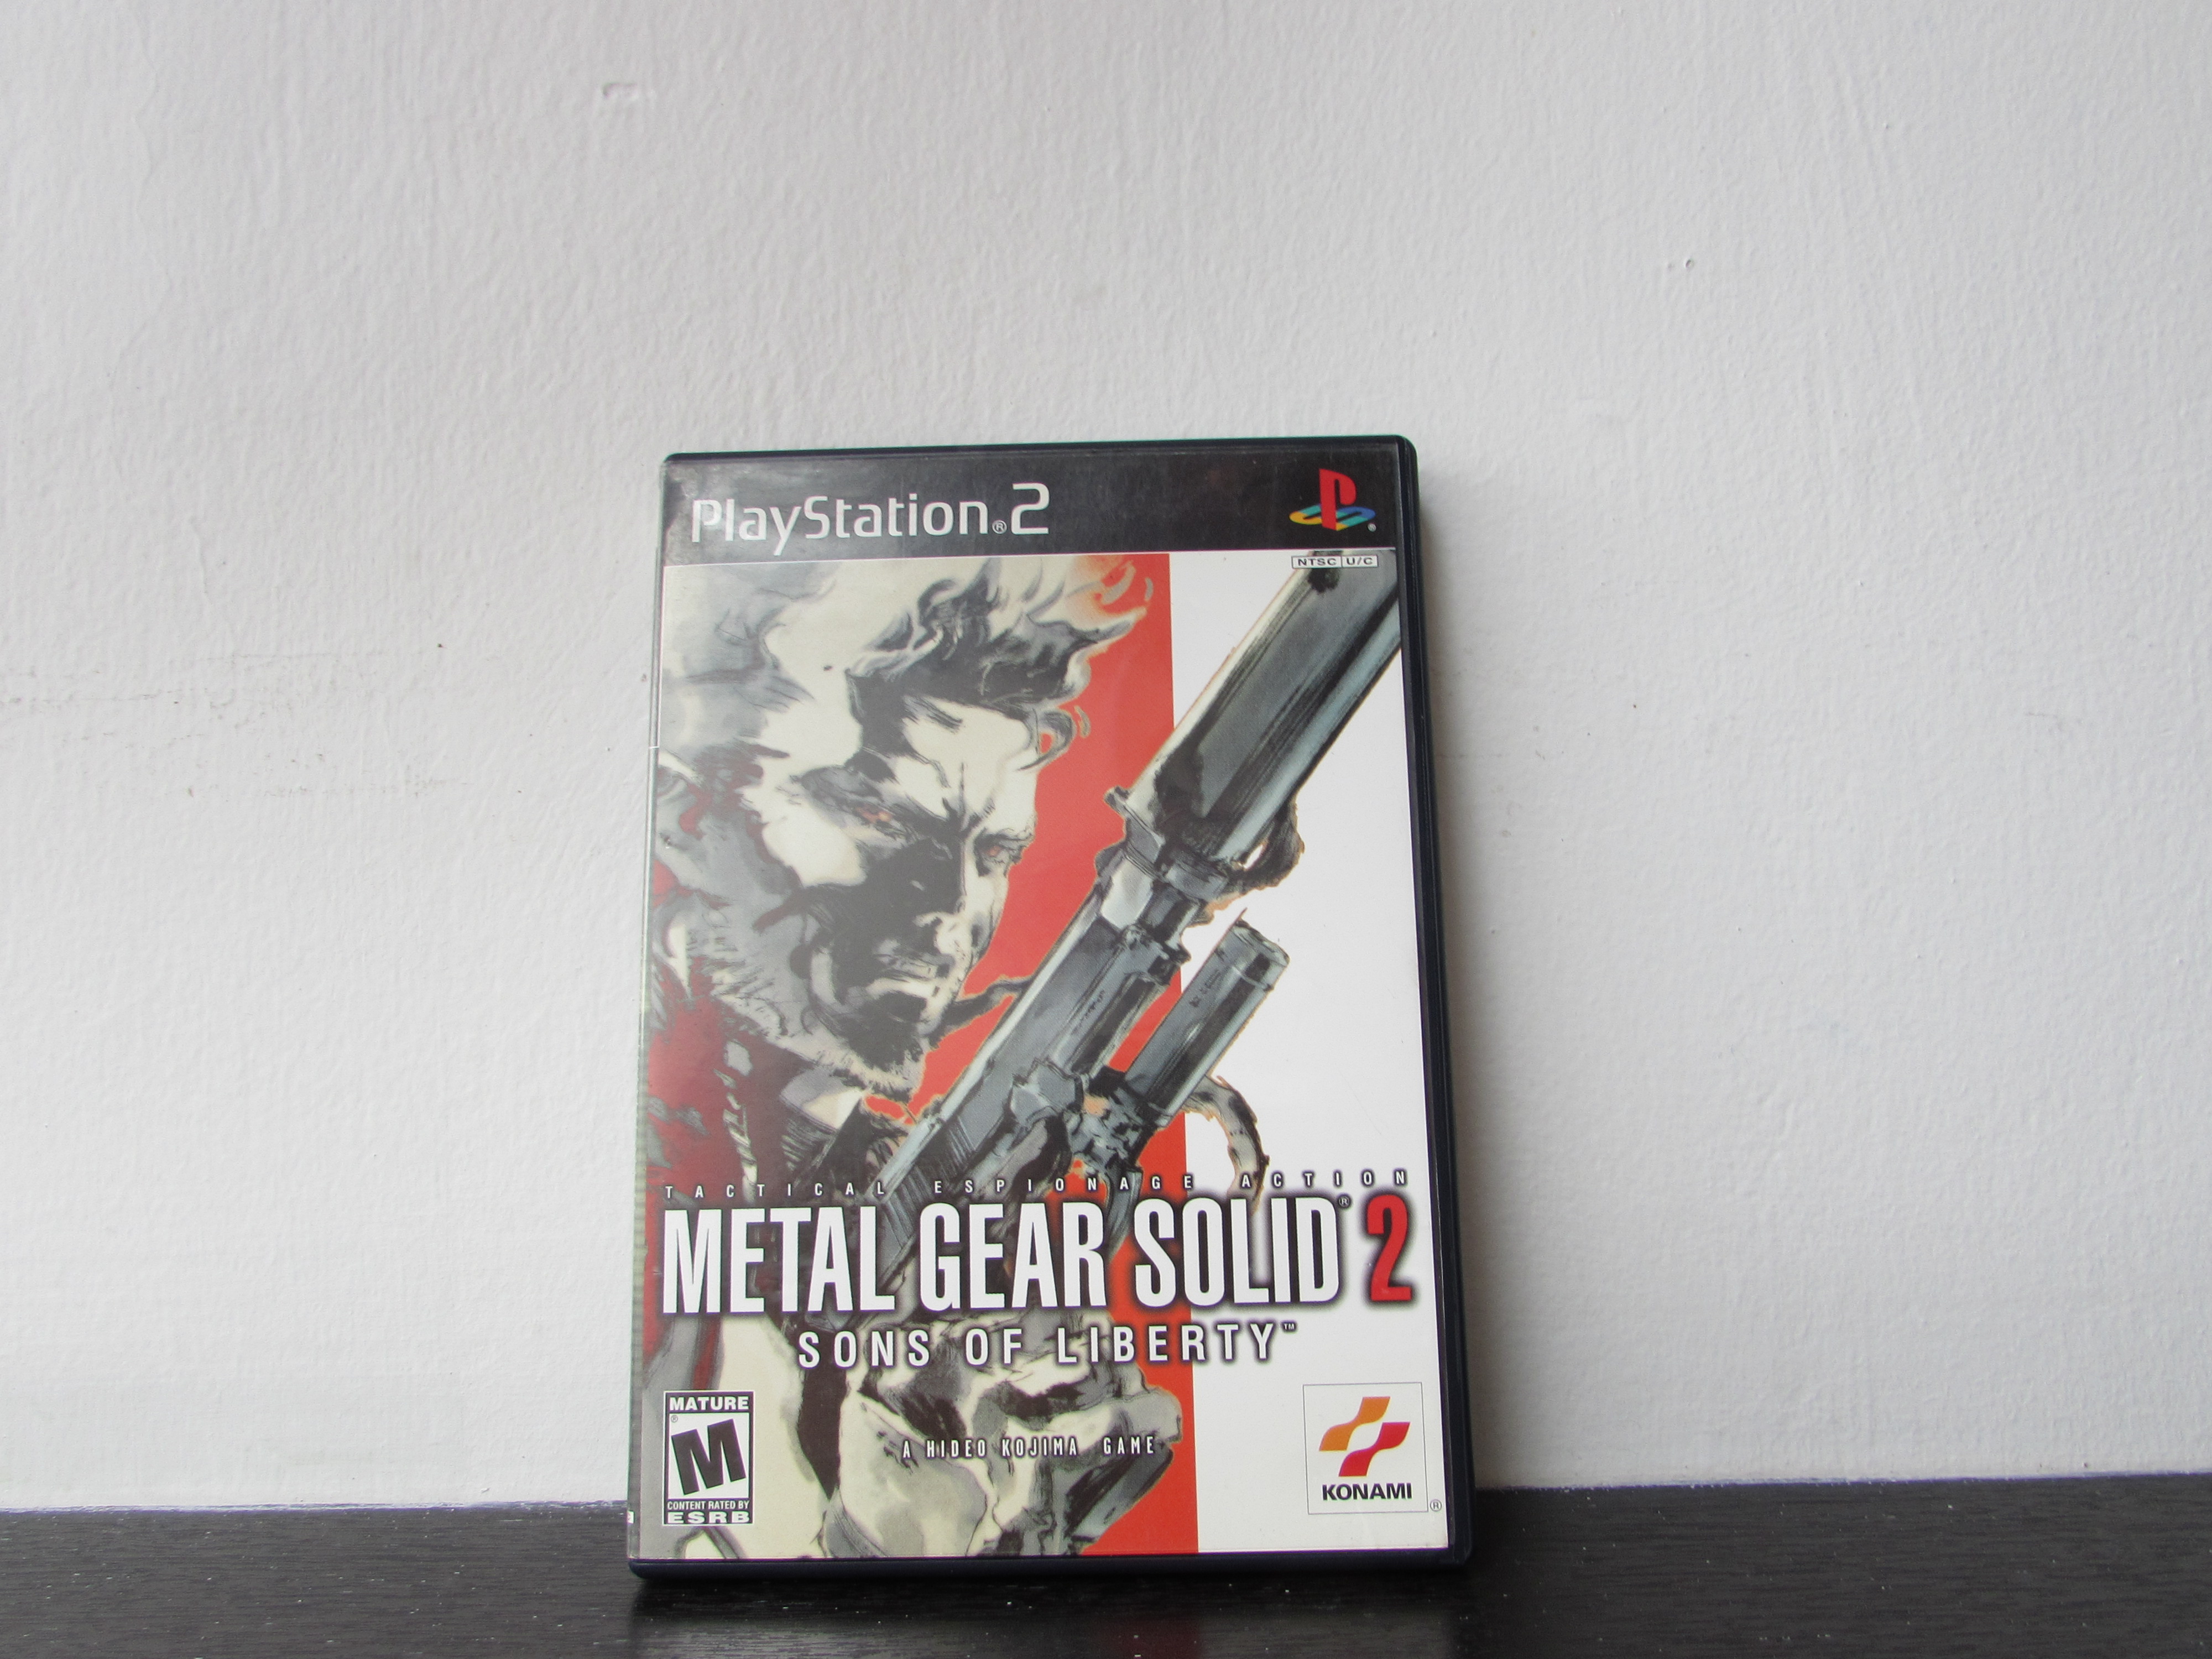 PlayStation®2
NTSC U/C
TACTICAL ESPIONAGE ACTION
METAL GEAR SOLID® 2
SONS OF LIBERTY™
MATURE
M ®
CONTENT RATED BY
ESRB
A HIDEO KOJIMA GAME
KONAMI ®